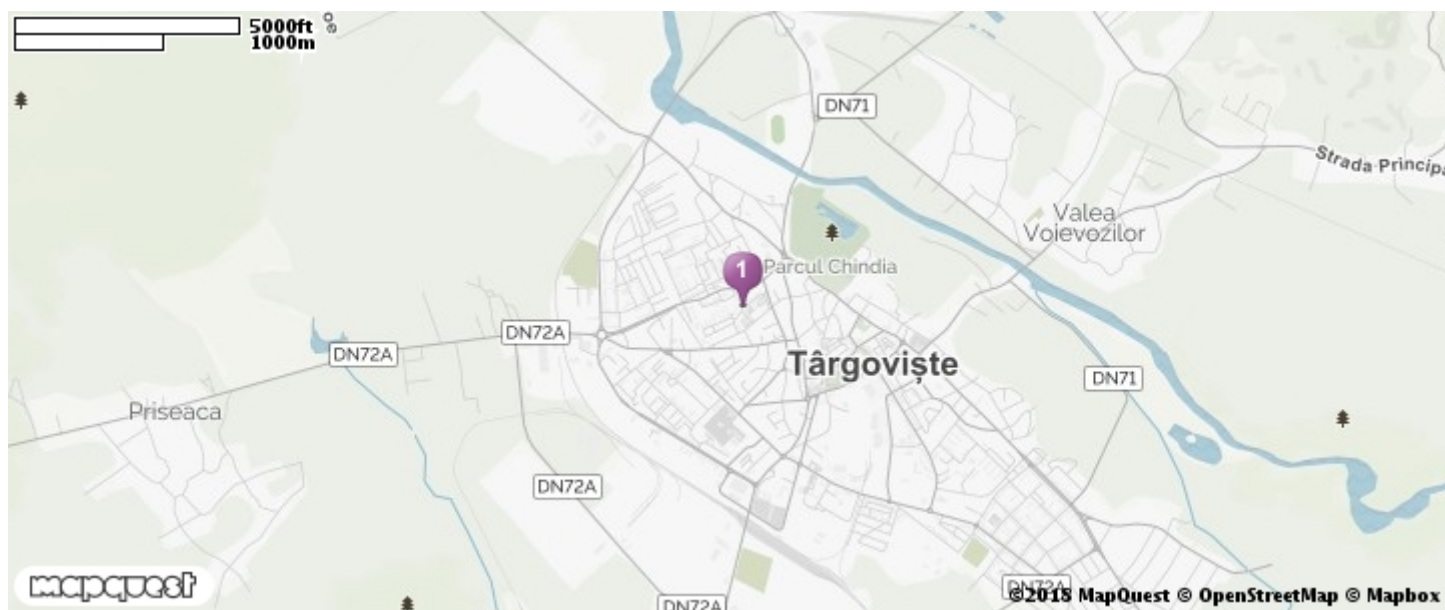 5000ft
1000m
DN71
Strada Principa
Valea
Voievozilor
1
Parcul Chindia
DN72A
DN72A
Târgoviște
DN71
Priseaca
DN72A
mapquest
DN72A
DN72A
©2018 MapQuest © OpenStreetMap © Mapbox